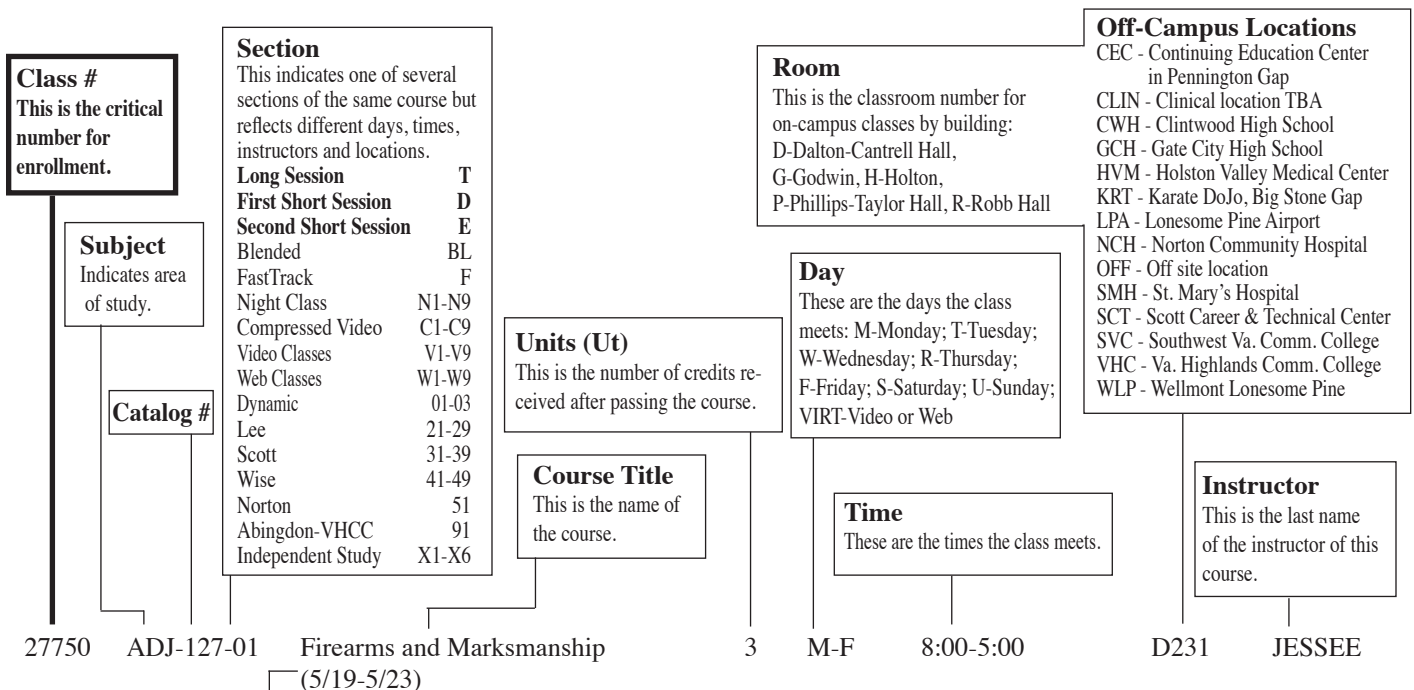 Class #
This is the critical
number for
enrollment.
Subject
Indicates area
of study.
Catalog #
Section
This indicates one of several
sections of the same course but
reflects different days, times,
instructors and locations.
Long Session T
First Short Session D
Second Short Session E
Blended BL
FastTrack F
Night Class N1-N9
Compressed Video C1-C9
Video Classes V1-V9
Web Classes W1-W9
Dynamic 01-03
Lee 21-29
Scott 31-39
Wise 41-49
Norton 51
Abingdon-VHCC 91
Independent Study X1-X6
Units (Ut)
This is the number of credits re-
ceived after passing the course.
Course Title
This is the name of
the course.
Room
This is the classroom number for
on-campus classes by building:
D-Dalton-Cantrell Hall,
G-Godwin, H-Holton,
P-Phillips-Taylor Hall, R-Robb Hall
Day
These are the days the class
meets: M-Monday; T-Tuesday;
W-Wednesday; R-Thursday;
F-Friday; S-Saturday; U-Sunday;
VIRT-Video or Web
Time
These are the times the class meets.
Off-Campus Locations
CEC - Continuing Education Center
in Pennington Gap
CLIN - Clinical location TBA
CWH - Clintwood High School
GCH - Gate City High School
HVM - Holston Valley Medical Center
KRT - Karate DoJo, Big Stone Gap
LPA - Lonesome Pine Airport
NCH - Norton Community Hospital
OFF - Off site location
SMH - St. Mary's Hospital
SCT - Scott Career & Technical Center
SVC - Southwest Va. Comm. College
VHC - Va. Highlands Comm. College
WLP - Wellmont Lonesome Pine
Instructor
This is the last name
of the instructor of this
course.
27750 ADJ-127-01 Firearms and Marksmanship 3 M-F 8:00-5:00 D231 JESSEE
(5/19-5/23)